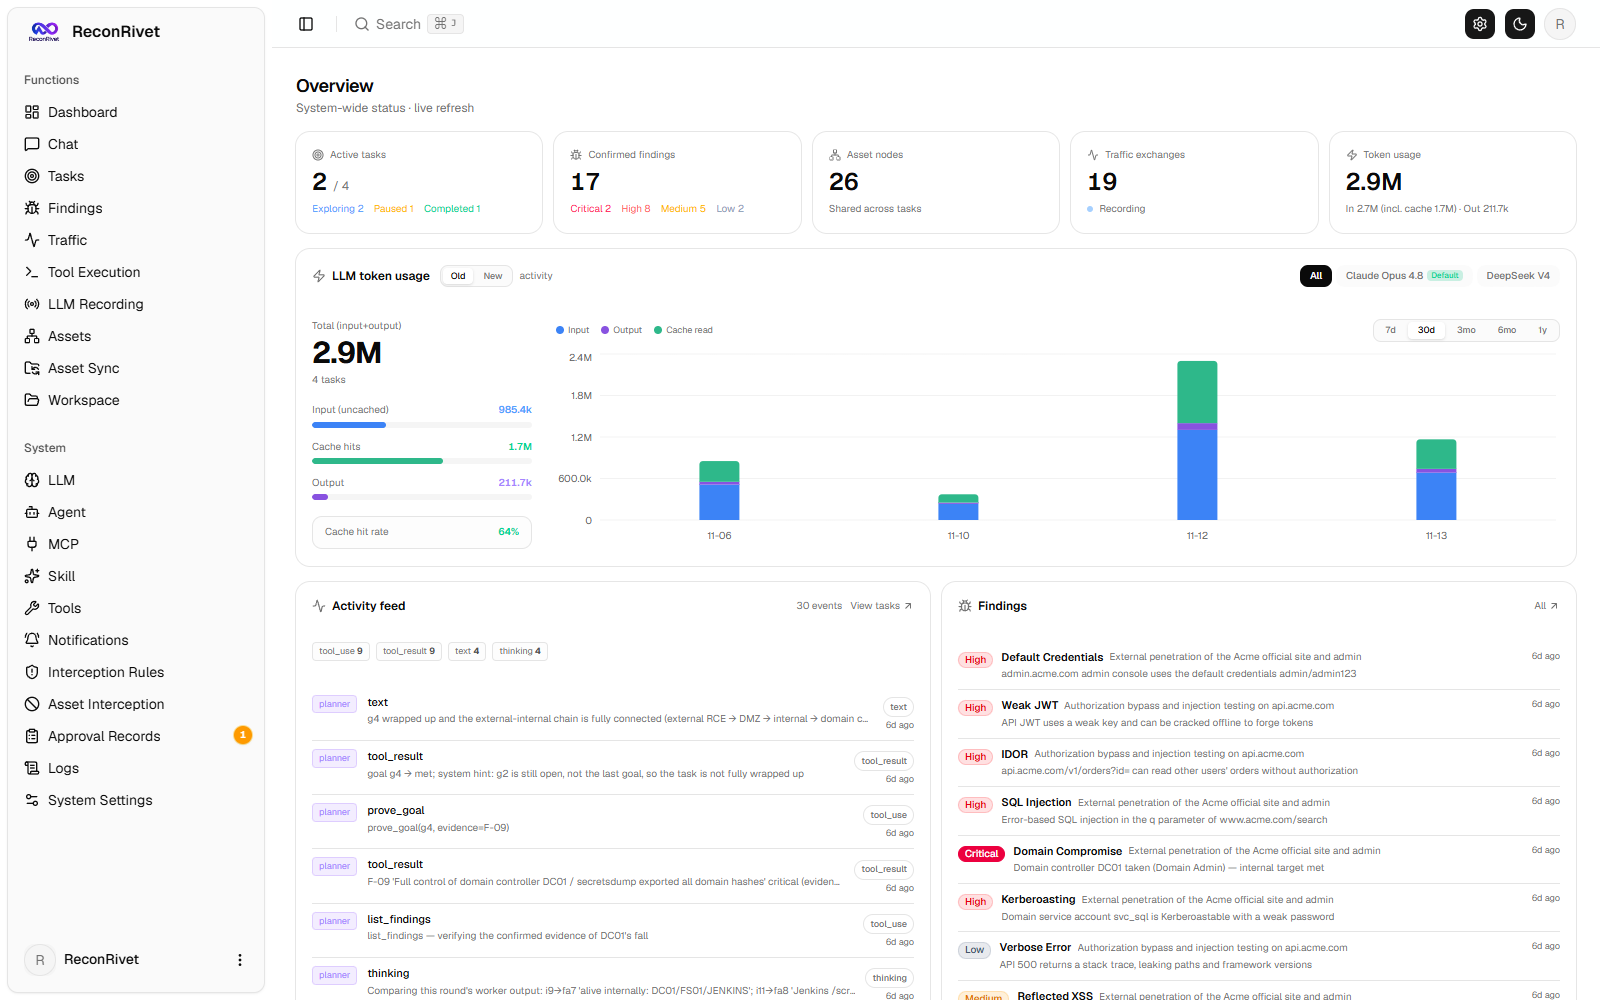 ReconRivet
ReconRivet
Functions
Dashboard
Chat
Tasks
Findings
Traffic
Tool Execution
LLM Recording
Assets
Asset Sync
Workspace
System
LLM
Agent
MCP
Skill
Tools
Notifications
Interception Rules
Asset Interception
Approval Records 1
Logs
System Settings
R ReconRivet
Search ⌘ J
R
Overview
System-wide status · live refresh
Active tasks
2 / 4
Exploring 2 Paused 1 Completed 1
Confirmed findings
17
Critical 2 High 8 Medium 5 Low 2
Asset nodes
26
Shared across tasks
Traffic exchanges
19
Recording
Token usage
2.9M
In 2.7M (incl. cache 1.7M) · Out 211.7k
LLM token usage Old New activity
All Claude Opus 4.8 Default DeepSeek V4
Total (input+output)
2.9M
4 tasks
Input (uncached) 985.4k
Cache hits 1.7M
Output 211.7k
Cache hit rate 64%
Input Output Cache read
7d 30d 3mo 6mo 1y
2.4M
1.8M
1.2M
600.0k
0
11-06 11-10 11-12 11-13
Activity feed 30 events View tasks
tool_use 9 tool_result 9 text 4 thinking 4
planner text text
g4 wrapped up and the external-internal chain is fully connected (external RCE → DMZ → internal → domain c... 6d ago
planner tool_result tool_result
goal g4 → met; system hint: g2 is still open, not the last goal, so the task is not fully wrapped up 6d ago
planner prove_goal tool_use
prove_goal(g4, evidence=F-09) 6d ago
planner tool_result tool_result
F-09 'Full control of domain controller DC01 / secretsdump exported all domain hashes' critical (eviden... 6d ago
planner list_findings tool_use
list_findings — verifying the confirmed evidence of DC01's fall 6d ago
planner thinking thinking
Comparing this round's worker output: i9→fa7 'alive internally: DC01/FS01/JENKINS'; i11→fa8 'Jenkins /scr... 6d ago
Findings All
High Default Credentials External penetration of the Acme official site and admin 6d ago
admin.acme.com admin console uses the default credentials admin/admin123
High Weak JWT Authorization bypass and injection testing on api.acme.com 6d ago
API JWT uses a weak key and can be cracked offline to forge tokens
High IDOR Authorization bypass and injection testing on api.acme.com 6d ago
api.acme.com/v1/orders?id= can read other users' orders without authorization
High SQL Injection External penetration of the Acme official site and admin 6d ago
Error-based SQL injection in the q parameter of www.acme.com/search
Critical Domain Compromise External penetration of the Acme official site and admin 6d ago
Domain controller DC01 taken (Domain Admin) — internal target met
High Kerberoasting External penetration of the Acme official site and admin 6d ago
Domain service account svc_sql is Kerberoastable with a weak password
Low Verbose Error Authorization bypass and injection testing on api.acme.com 6d ago
API 500 returns a stack trace, leaking paths and framework versions
Medium Reflected XSS External penetration of the Acme official site and admin 6d ago